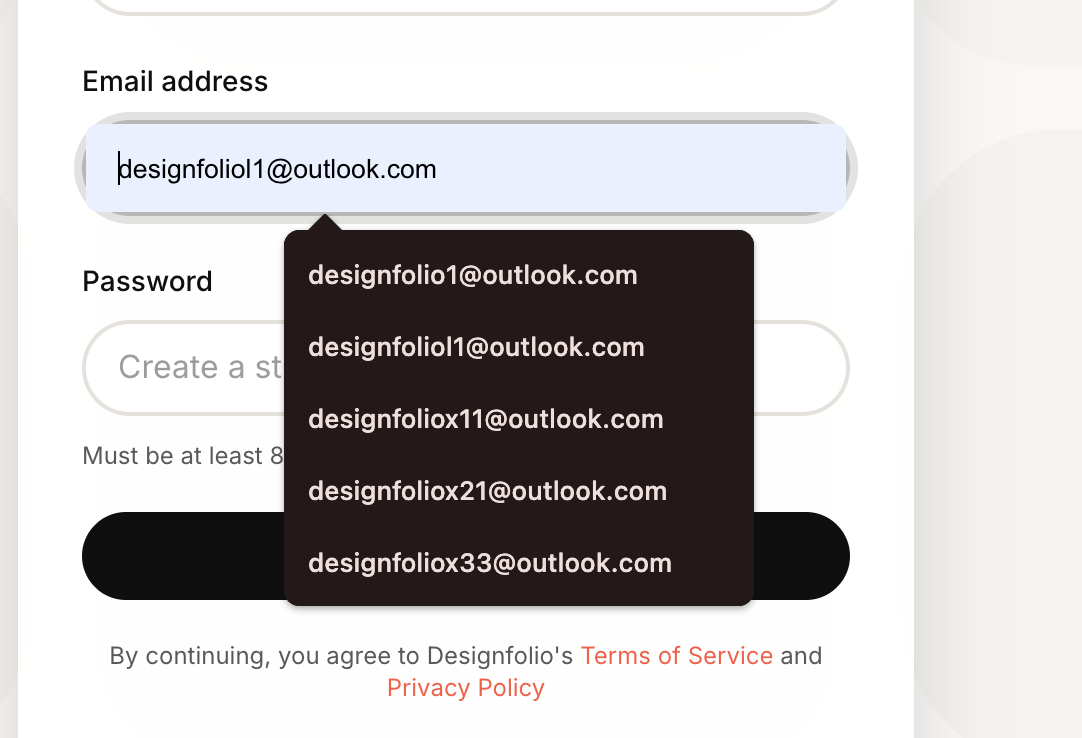 Email address
designfoliol1@outlook.com
designfolio1@outlook.com
Password
designfoliol1@outlook.com
Create a st
designfoliox11@outlook.com
Must be at least 8
designfoliox21@outlook.com
designfoliox33@outlook.com
By continuing, you agree to Designfolio's Terms of Service and
Privacy Policy